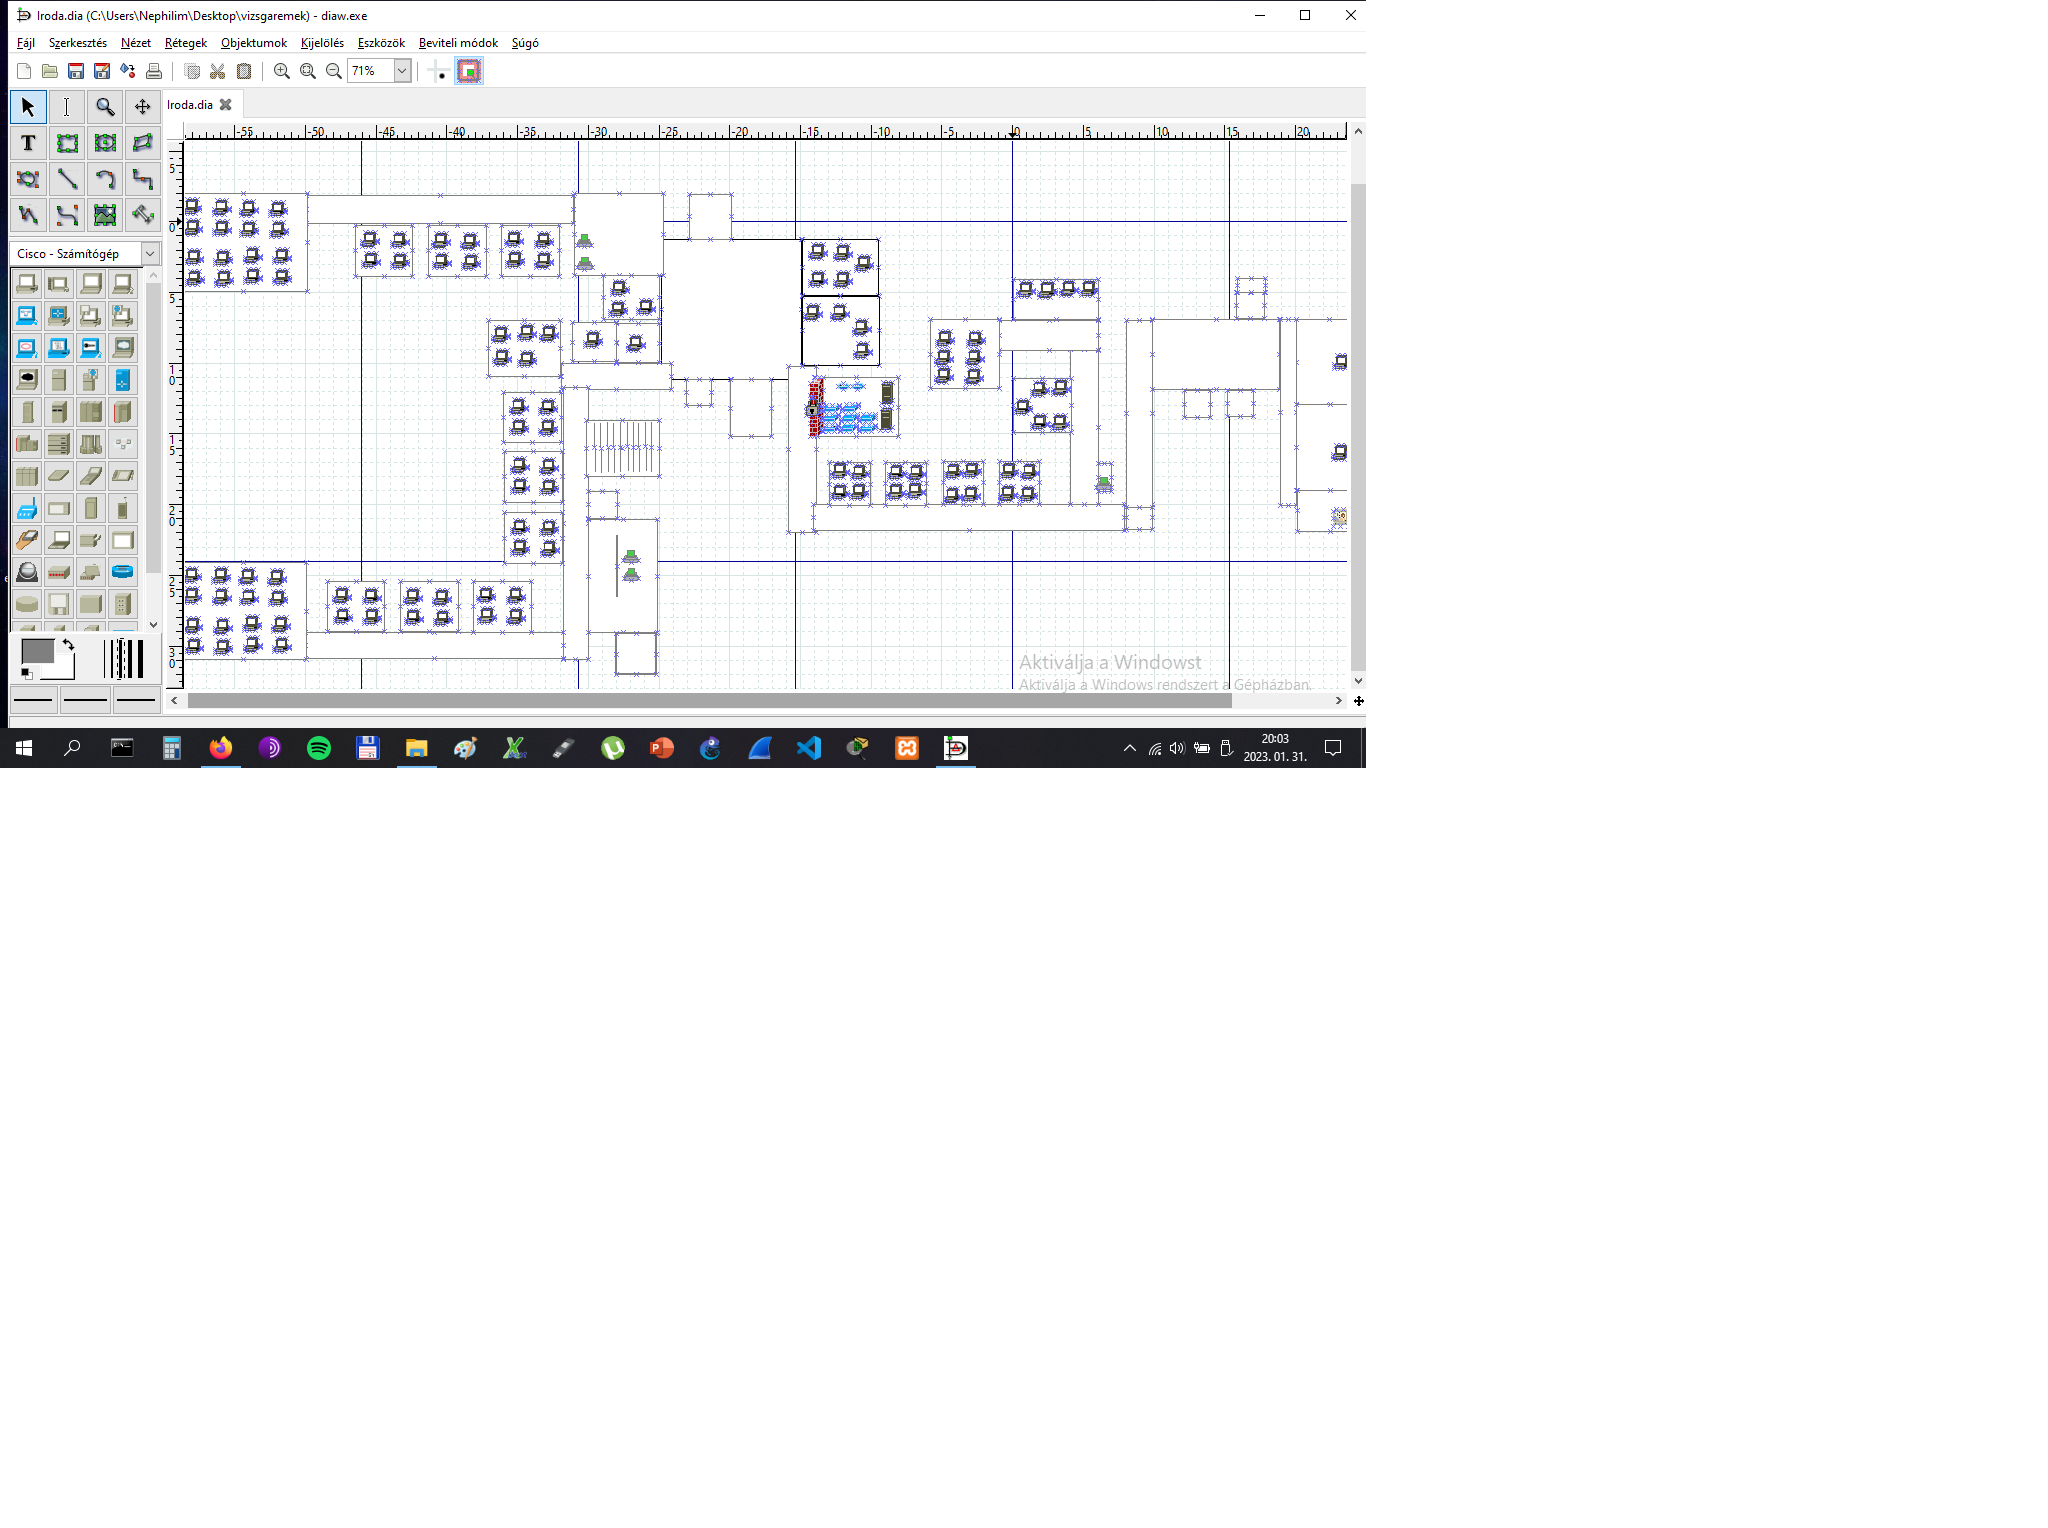 Iroda.dia (C:\Users\Nephilim\Desktop\vizsgaremek) - diaw.exe
Fájl Szerkesztés Nézet Rétegek Objektumok Kijelölés Eszközök Beviteli módok Súgó
71%
Iroda.dia
-55 -50 -45 -40 -35 -30 -25 -20 -15 -10 -5 0 5 10 15 20
T
Cisco - Számítógép
-5
0
5
10
15
20
25
30
Aktiválja a Windowst
Aktiválja a Windows rendszert a Gépházban.
20:03
2023. 01. 31.